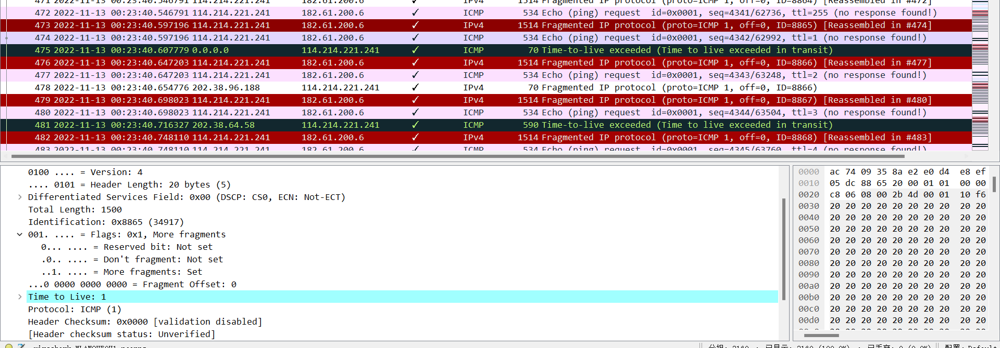 471 2022-11-13 00:23:40.546791 114.214.221.241 182.61.200.6 ✓ IPv4 1514 Fragmented IP protocol (proto=ICMP 1, off=0, ID=8864) [Reassembled in #472]
472 2022-11-13 00:23:40.546791 114.214.221.241 182.61.200.6 ✓ ICMP 534 Echo (ping) request id=0x0001, seq=4341/62736, ttl=255 (no response found!)
473 2022-11-13 00:23:40.597196 114.214.221.241 182.61.200.6 ✓ IPv4 1514 Fragmented IP protocol (proto=ICMP 1, off=0, ID=8865) [Reassembled in #474]
474 2022-11-13 00:23:40.597196 114.214.221.241 182.61.200.6 ✓ ICMP 534 Echo (ping) request id=0x0001, seq=4342/62992, ttl=1 (no response found!)
475 2022-11-13 00:23:40.607779 0.0.0.0 114.214.221.241 ✓ ICMP 70 Time-to-live exceeded (Time to live exceeded in transit)
476 2022-11-13 00:23:40.647203 114.214.221.241 182.61.200.6 ✓ IPv4 1514 Fragmented IP protocol (proto=ICMP 1, off=0, ID=8866) [Reassembled in #477]
477 2022-11-13 00:23:40.647203 114.214.221.241 182.61.200.6 ✓ ICMP 534 Echo (ping) request id=0x0001, seq=4343/63248, ttl=2 (no response found!)
478 2022-11-13 00:23:40.654776 202.38.96.188 114.214.221.241 ✓ IPv4 70 Fragmented IP protocol (proto=ICMP 1, off=0, ID=8866)
479 2022-11-13 00:23:40.698023 114.214.221.241 182.61.200.6 ✓ IPv4 1514 Fragmented IP protocol (proto=ICMP 1, off=0, ID=8867) [Reassembled in #480]
480 2022-11-13 00:23:40.698023 114.214.221.241 182.61.200.6 ✓ ICMP 534 Echo (ping) request id=0x0001, seq=4344/63504, ttl=3 (no response found!)
481 2022-11-13 00:23:40.716327 202.38.64.58 114.214.221.241 ✓ ICMP 590 Time-to-live exceeded (Time to live exceeded in transit)
482 2022-11-13 00:23:40.748110 114.214.221.241 182.61.200.6 ✓ IPv4 1514 Fragmented IP protocol (proto=ICMP 1, off=0, ID=8868) [Reassembled in #483]
483 2022-11-13 00:23:40.748110 114.214.221.241 182.61.200.6 ✓ ICMP 534 Echo (ping) request id=0x0001, seq=4345/63760, ttl=4 (no response found!)
0100 .... = Version: 4
.... 0101 = Header Length: 20 bytes (5)
Differentiated Services Field: 0x00 (DSCP: CS0, ECN: Not-ECT)
Total Length: 1500
Identification: 0x8865 (34917)
001. .... = Flags: 0x1, More fragments
0... .... = Reserved bit: Not set
.0.. .... = Don't fragment: Not set
..1. .... = More fragments: Set
...0 0000 0000 0000 = Fragment Offset: 0
Time to Live: 1
Protocol: ICMP (1)
Header Checksum: 0x0000 [validation disabled]
[Header checksum status: Unverified]
0000 ac 74 09 35 8a e2 e0 d4 e8 ef
0010 05 dc 88 65 20 00 01 01 00 00
0020 c8 06 08 00 2b 4d 00 01 10 f6
0030 20 20 20 20 20 20 20 20 20 20
0040 20 20 20 20 20 20 20 20 20 20
0050 20 20 20 20 20 20 20 20 20 20
0060 20 20 20 20 20 20 20 20 20 20
0070 20 20 20 20 20 20 20 20 20 20
0080 20 20 20 20 20 20 20 20 20 20
0090 20 20 20 20 20 20 20 20 20 20
00a0 20 20 20 20 20 20 20 20 20 20
00b0 20 20 20 20 20 20 20 20 20 20
00c0 20 20 20 20 20 20 20 20 20 20
00d0 20 20 20 20 20 20 20 20 20 20